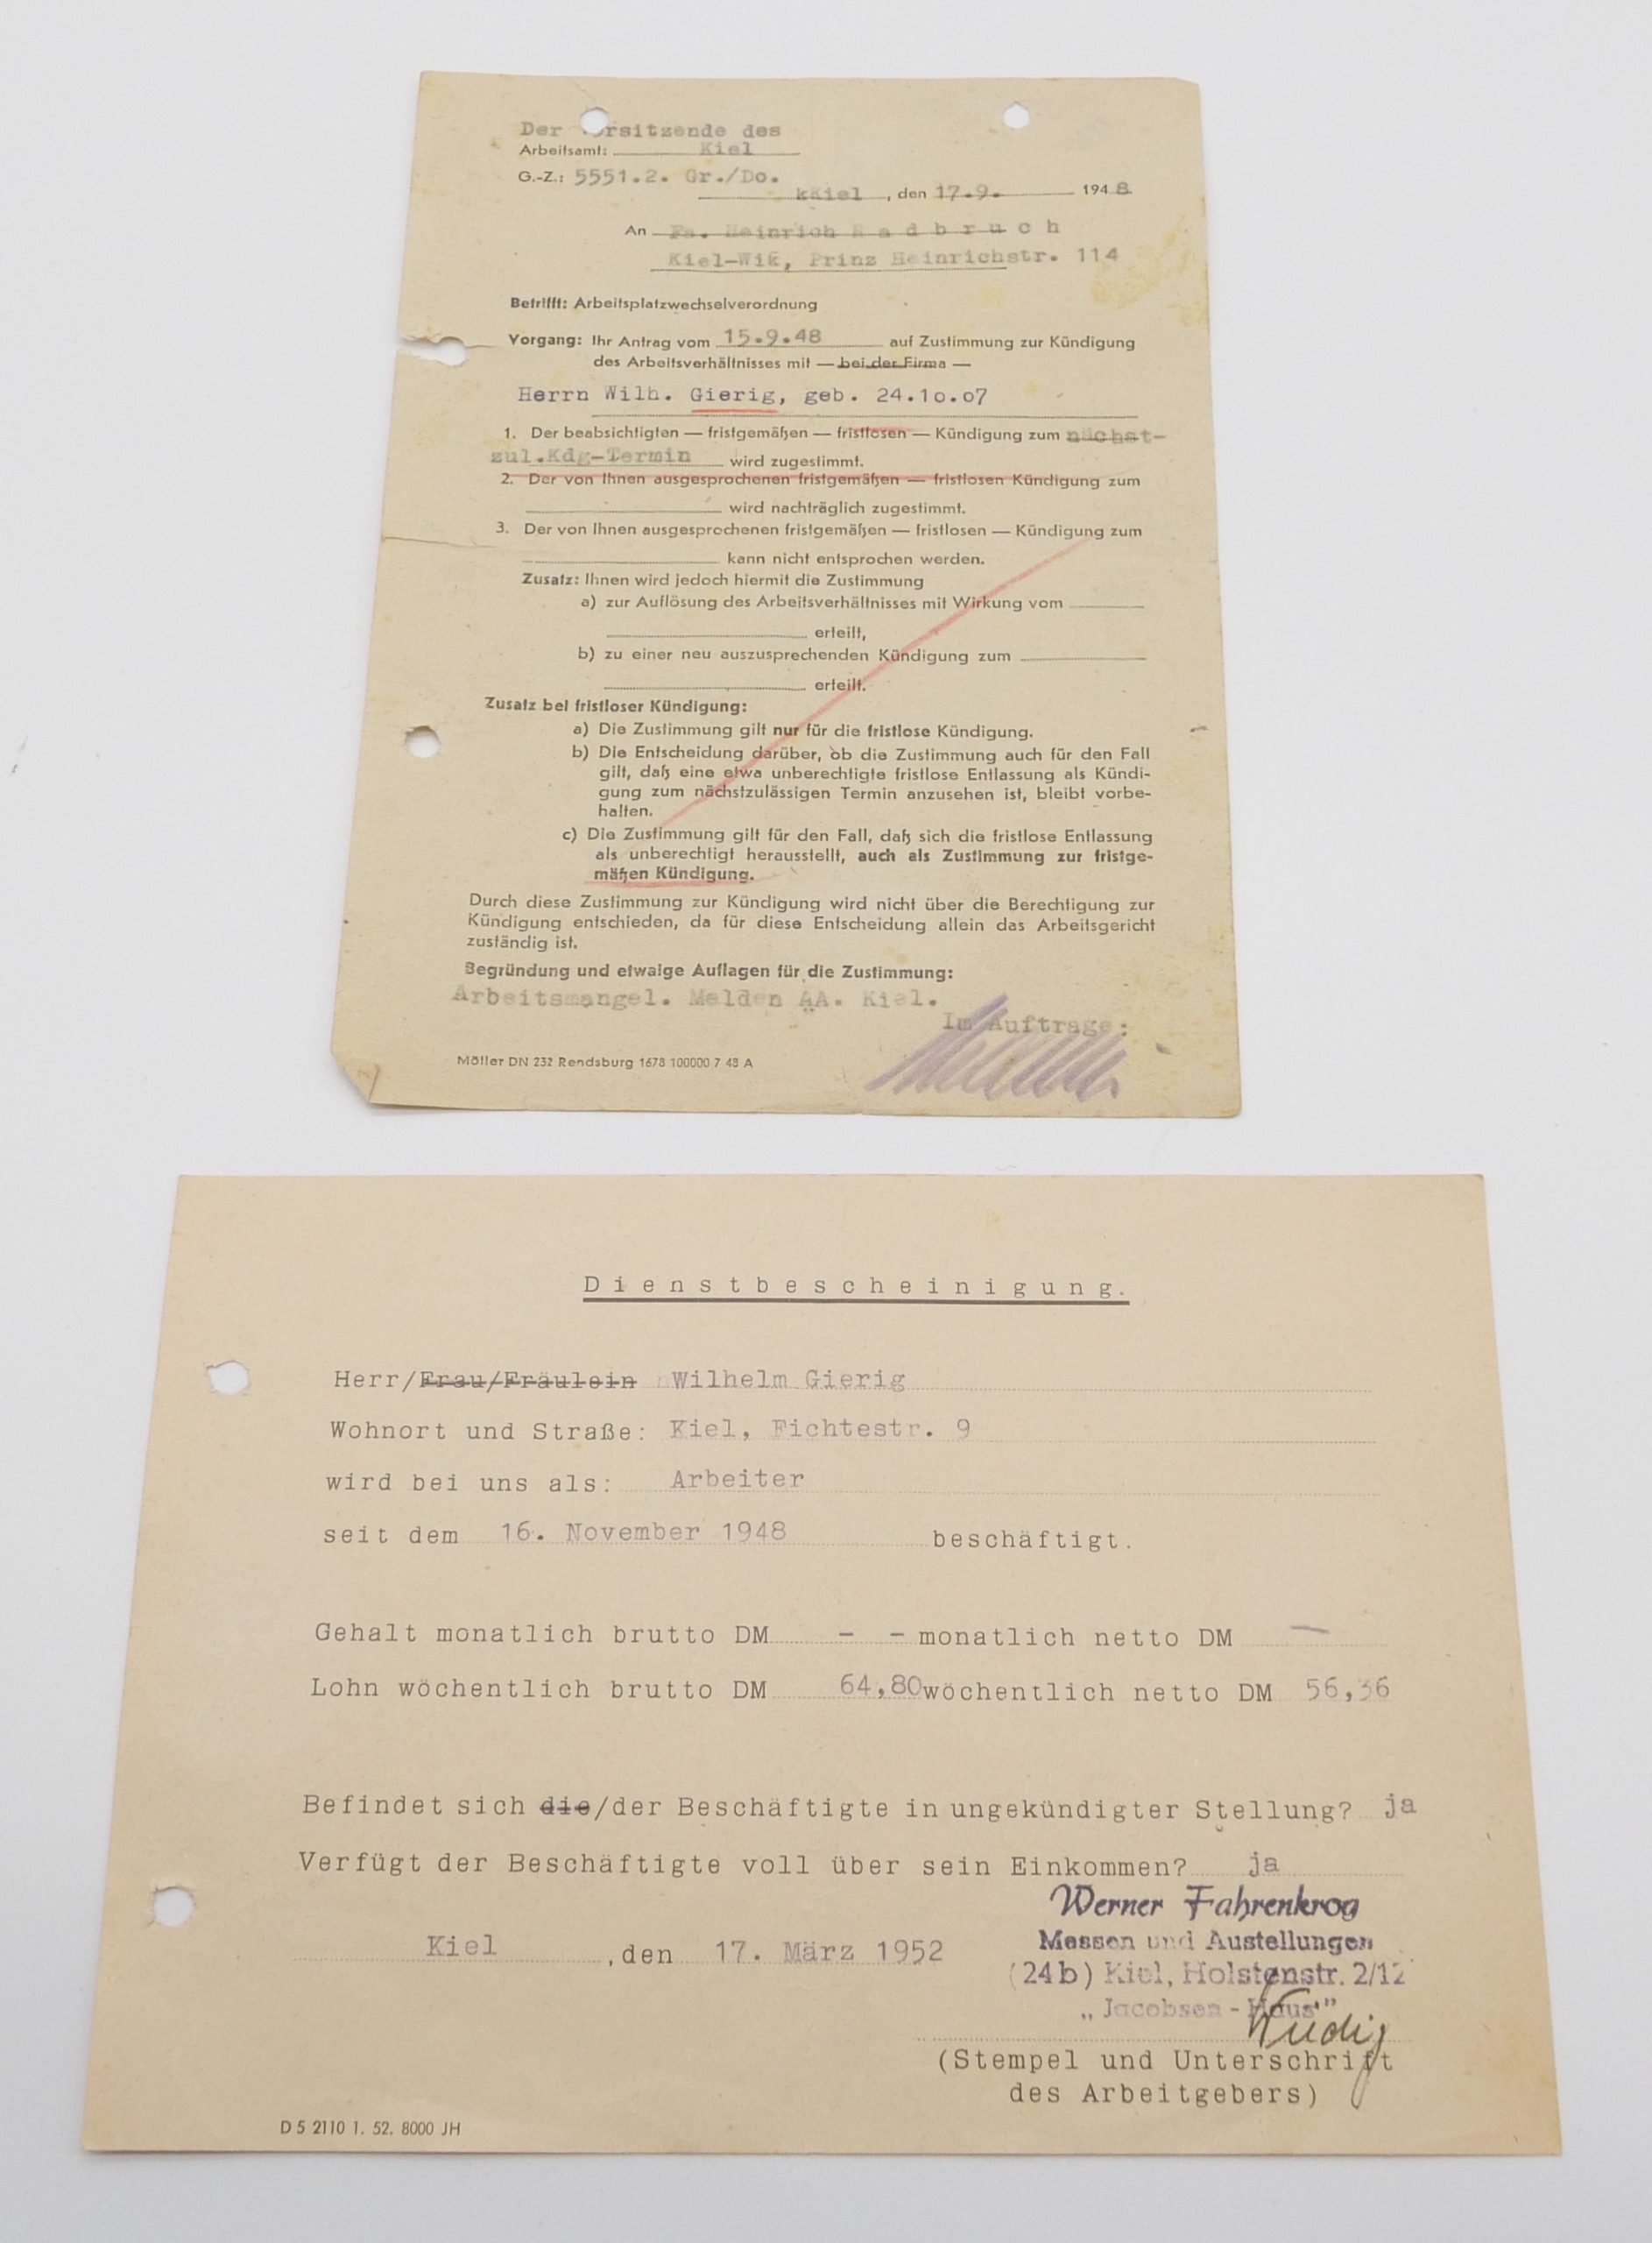 Der Vorsitzende des
Arbeitsamt: Kiel
G.-Z.: 5551.2. Gr./Do.
kKiel, den 17.9. 1948
An Fa. Heinrich Radbruch
Kiel-Wik, Prinz Heinrichstr. 114
Betrifft: Arbeitsplatzwechselverordnung
Vorgang: Ihr Antrag vom 15.9.48 auf Zustimmung zur Kündigung
des Arbeitsverhältnisses mit — bei der Firma —
Herrn Wilh. Gierig, geb. 24.10.07
1. Der beabsichtigten — fristgemäßen — fristlosen — Kündigung zum nächst-
zul.Kdg-Termin wird zugestimmt.
2. Der von Ihnen ausgesprochenen fristgemäßen — fristlosen Kündigung zum
wird nachträglich zugestimmt.
3. Der von Ihnen ausgesprochenen fristgemäßen — fristlosen — Kündigung zum
kann nicht entsprochen werden.
Zusatz: Ihnen wird jedoch hiermit die Zustimmung
a) zur Auflösung des Arbeitsverhältnisses mit Wirkung vom
erteilt,
b) zu einer neu auszusprechenden Kündigung zum
erteilt.
Zusatz bei fristloser Kündigung:
a) Die Zustimmung gilt nur für die fristlose Kündigung.
b) Die Entscheidung darüber, ob die Zustimmung auch für den Fall
gilt, daß eine etwa unberechtigte fristlose Entlassung als Kündi-
gung zum nächstzulässigen Termin anzusehen ist, bleibt vorbe-
halten.
c) Die Zustimmung gilt für den Fall, daß sich die fristlose Entlassung
als unberechtigt herausstellt, auch als Zustimmung zur fristge-
mäßen Kündigung.
Durch diese Zustimmung zur Kündigung wird nicht über die Berechtigung zur
Kündigung entschieden, da für diese Entscheidung allein das Arbeitsgericht
zuständig ist.
Begründung und etwaige Auflagen für die Zustimmung:
Arbeitsmangel. Melden AA. Kiel.
Im Auftrage:
Möller DN 232 Rendsburg 1678 100000 7 48 A
Dienstbescheinigung.
Herr/Frau/Fräulein Wilhelm Gierig
Wohnort und Straße: Kiel, Fichtestr. 9
wird bei uns als: Arbeiter
seit dem 16. November 1948 beschäftigt.
Gehalt monatlich brutto DM - - monatlich netto DM —
Lohn wöchentlich brutto DM 64,80 wöchentlich netto DM 56,36
Befindet sich die/der Beschäftigte in ungekündigter Stellung? ja
Verfügt der Beschäftigte voll über sein Einkommen? ja
Werner Fahrenkrog
Messen und Austellungen
Kiel, den 17. März 1952
(24b) Kiel, Holstenstr. 2/12
„Jacobsen-Haus"
(Stempel und Unterschrift
des Arbeitgebers)
D 5 2110 1. 52. 8000 JH